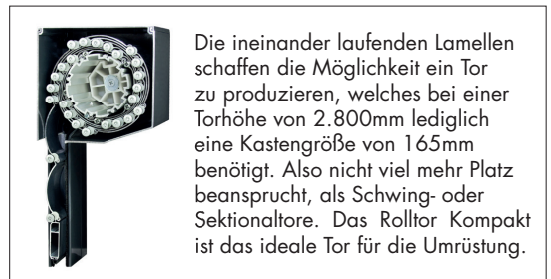 Die ineinander laufenden Lamellen
schaffen die Möglichkeit ein Tor
zu produzieren, welches bei einer
Torhöhe von 2.800mm lediglich
eine Kastengröße von 165mm
benötigt. Also nicht viel mehr Platz
beansprucht, als Schwing- oder
Sektionaltore. Das Rolltor Kompakt
ist das ideale Tor für die Umrüstung.